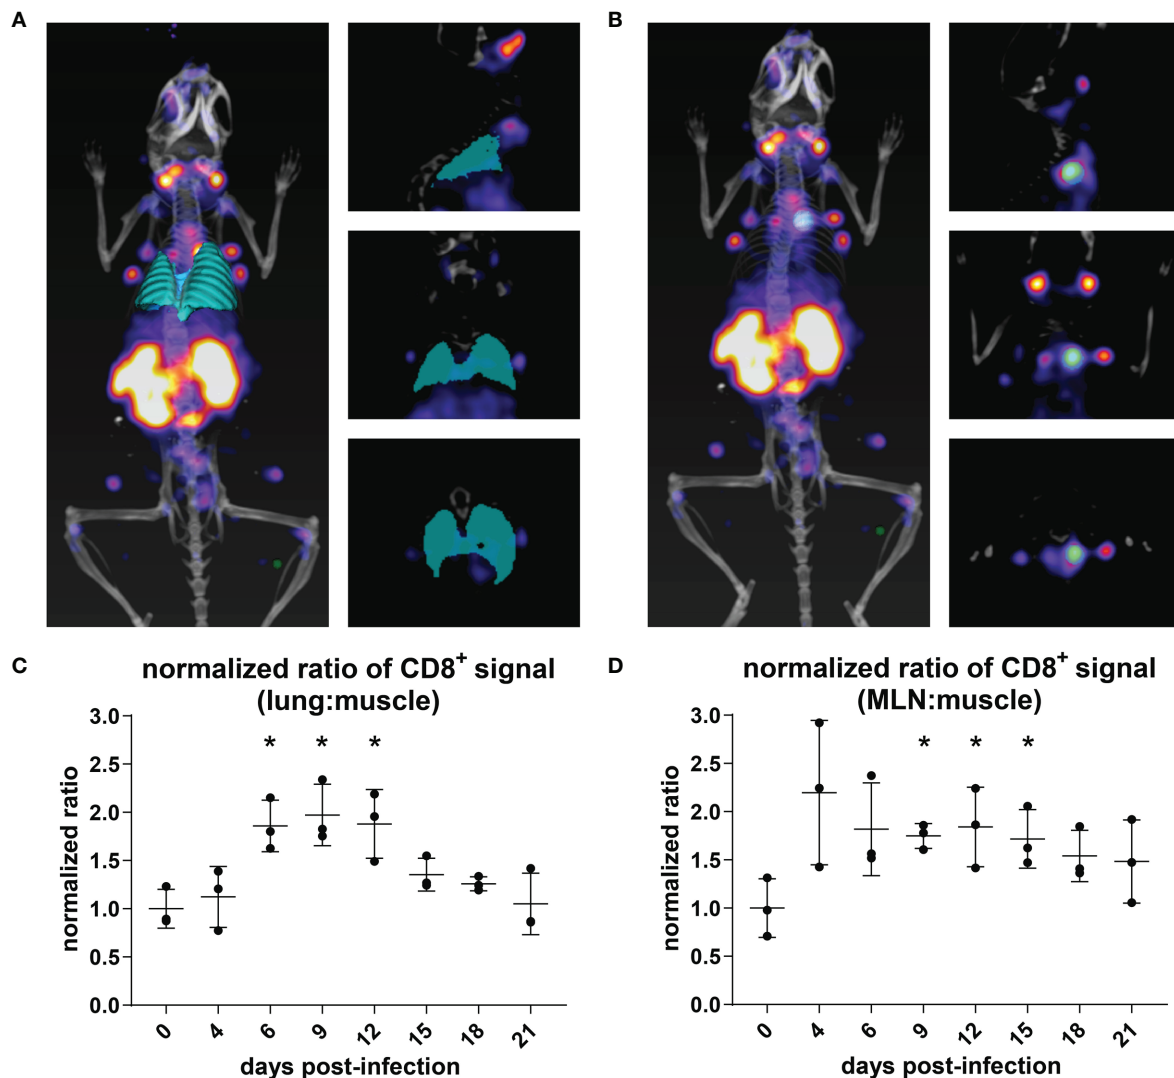 A
B
C
normalized ratio of CD8+ signal
(lung:muscle)
normalized ratio
3.0
2.5
2.0
1.5
1.0
0.5
0.0
* * *
0 4 6 9 12 15 18 21
days post-infection
D
normalized ratio of CD8+ signal
(MLN:muscle)
normalized ratio
3.0
2.5
2.0
1.5
1.0
0.5
0.0
* * *
0 4 6 9 12 15 18 21
days post-infection